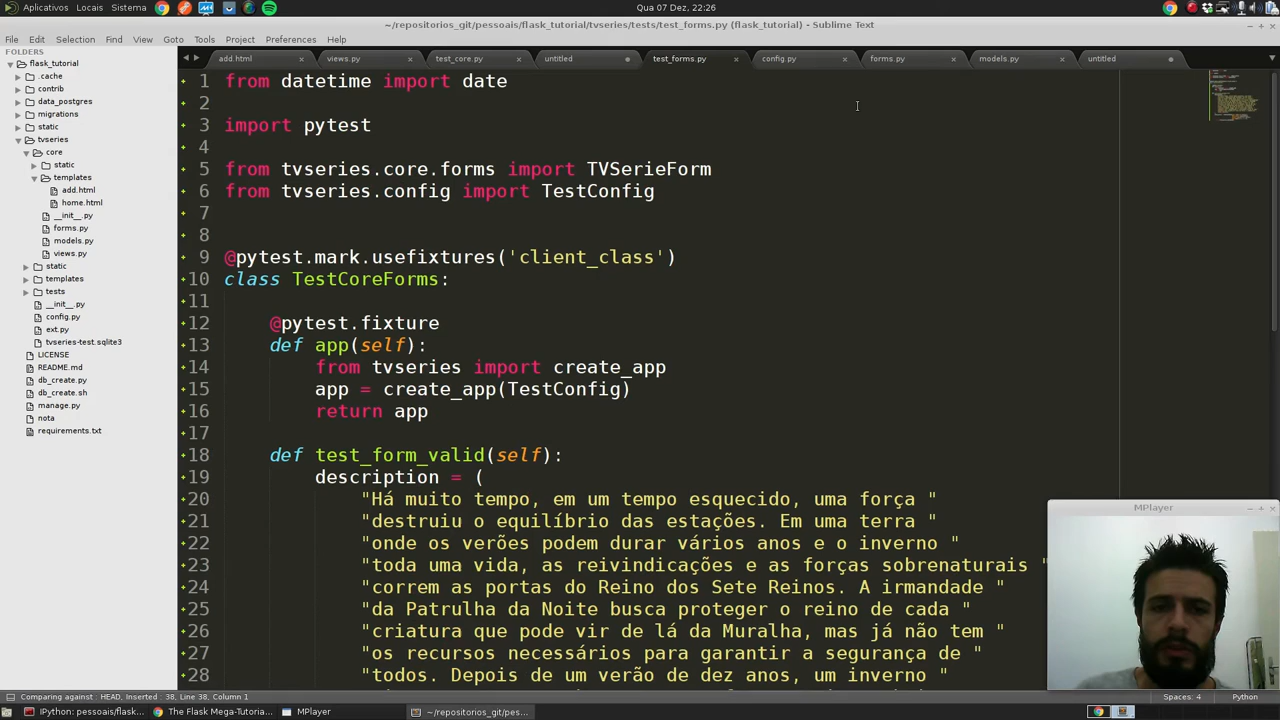 Aplicativos Locais Sistema
Qua 07 Dez, 22:26
~/repositorios_git/pessoais/flask_tutorial/tvseries/tests/test_forms.py (flask_tutorial) - Sublime Text
File Edit Selection Find View Goto Tools Project Preferences Help
FOLDERS
flask_tutorial
.cache
contrib
data_postgres
migrations
static
tvseries
core
static
templates
add.html
home.html
__init__.py
forms.py
models.py
views.py
static
templates
tests
__init__.py
config.py
ext.py
tvseries-test.sqlite3
LICENSE
README.md
db_create.py
db_create.sh
manage.py
nota
requirements.txt
add.html views.py test_core.py untitled test_forms.py config.py forms.py models.py untitled
1 from datetime import date
2
3 import pytest
4
5 from tvseries.core.forms import TVSerieForm
6 from tvseries.config import TestConfig
7
8
9 @pytest.mark.usefixtures('client_class')
10 class TestCoreForms:
11
12 @pytest.fixture
13 def app(self):
14 from tvseries import create_app
15 app = create_app(TestConfig)
16 return app
17
18 def test_form_valid(self):
19 description = (
20 "Há muito tempo, em um tempo esquecido, uma força "
21 "destruiu o equilíbrio das estações. Em uma terra "
22 "onde os verões podem durar vários anos e o inverno "
23 "toda uma vida, as reivindicações e as forças sobrenaturais "
24 "correm as portas do Reino dos Sete Reinos. A irmandade "
25 "da Patrulha da Noite busca proteger o reino de cada "
26 "criatura que pode vir de lá da Muralha, mas já não tem "
27 "os recursos necessários para garantir a segurança de "
28 "todos. Depois de um verão de dez anos, um inverno "
MPlayer
Comparing against : HEAD, Inserted : 38, Line 38, Column 1
Spaces: 4 Python
IPython: pessoais/flask... The Flask Mega-Tutoria... MPlayer ~/repositorios_git/pes...